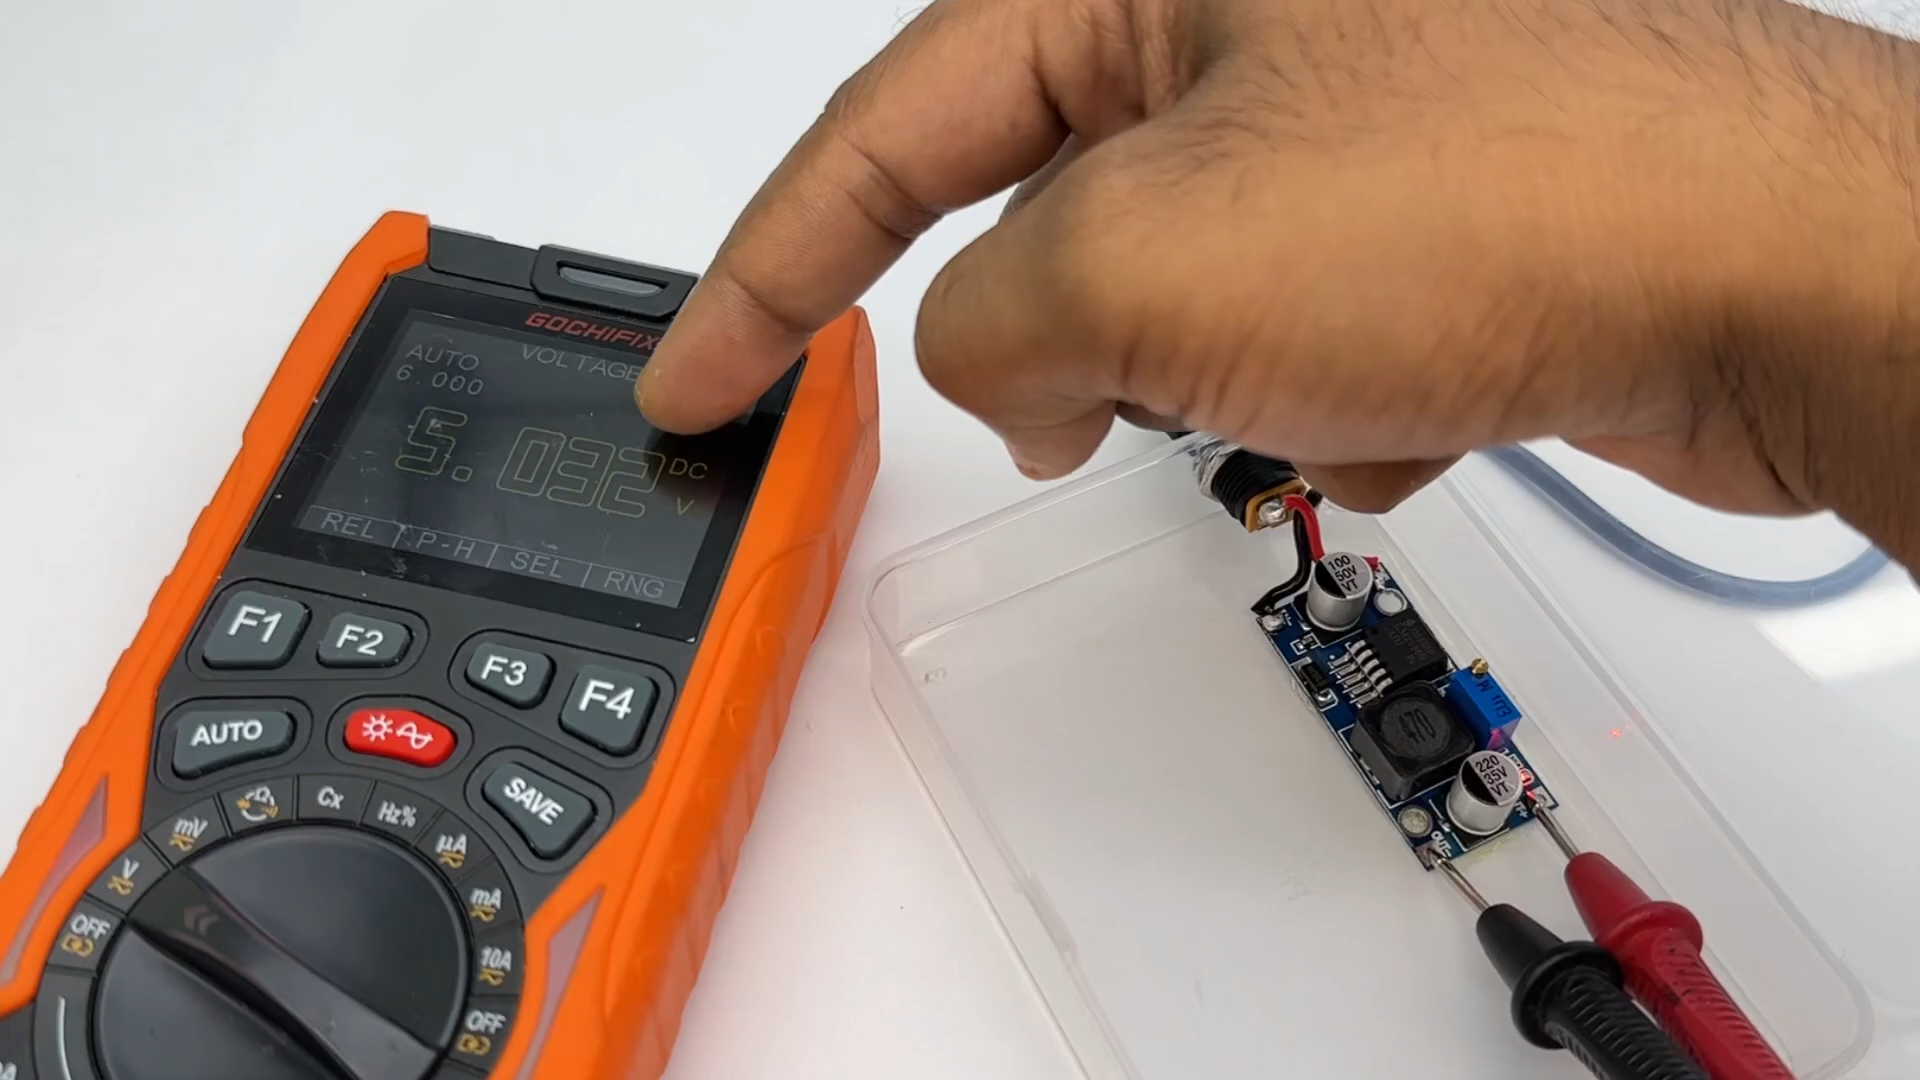 GOCHIFIX
AUTO
VOLTAGE
6.000
5.032
DC
V
REL
P-H
SEL
RNG
F1
F2
F3
F4
AUTO
SAVE
OFF
V
mV
Ω
Cx
Hz%
µA
mA
10A
OFF
100
50V
VT
470
220
35V
VT
OUT-